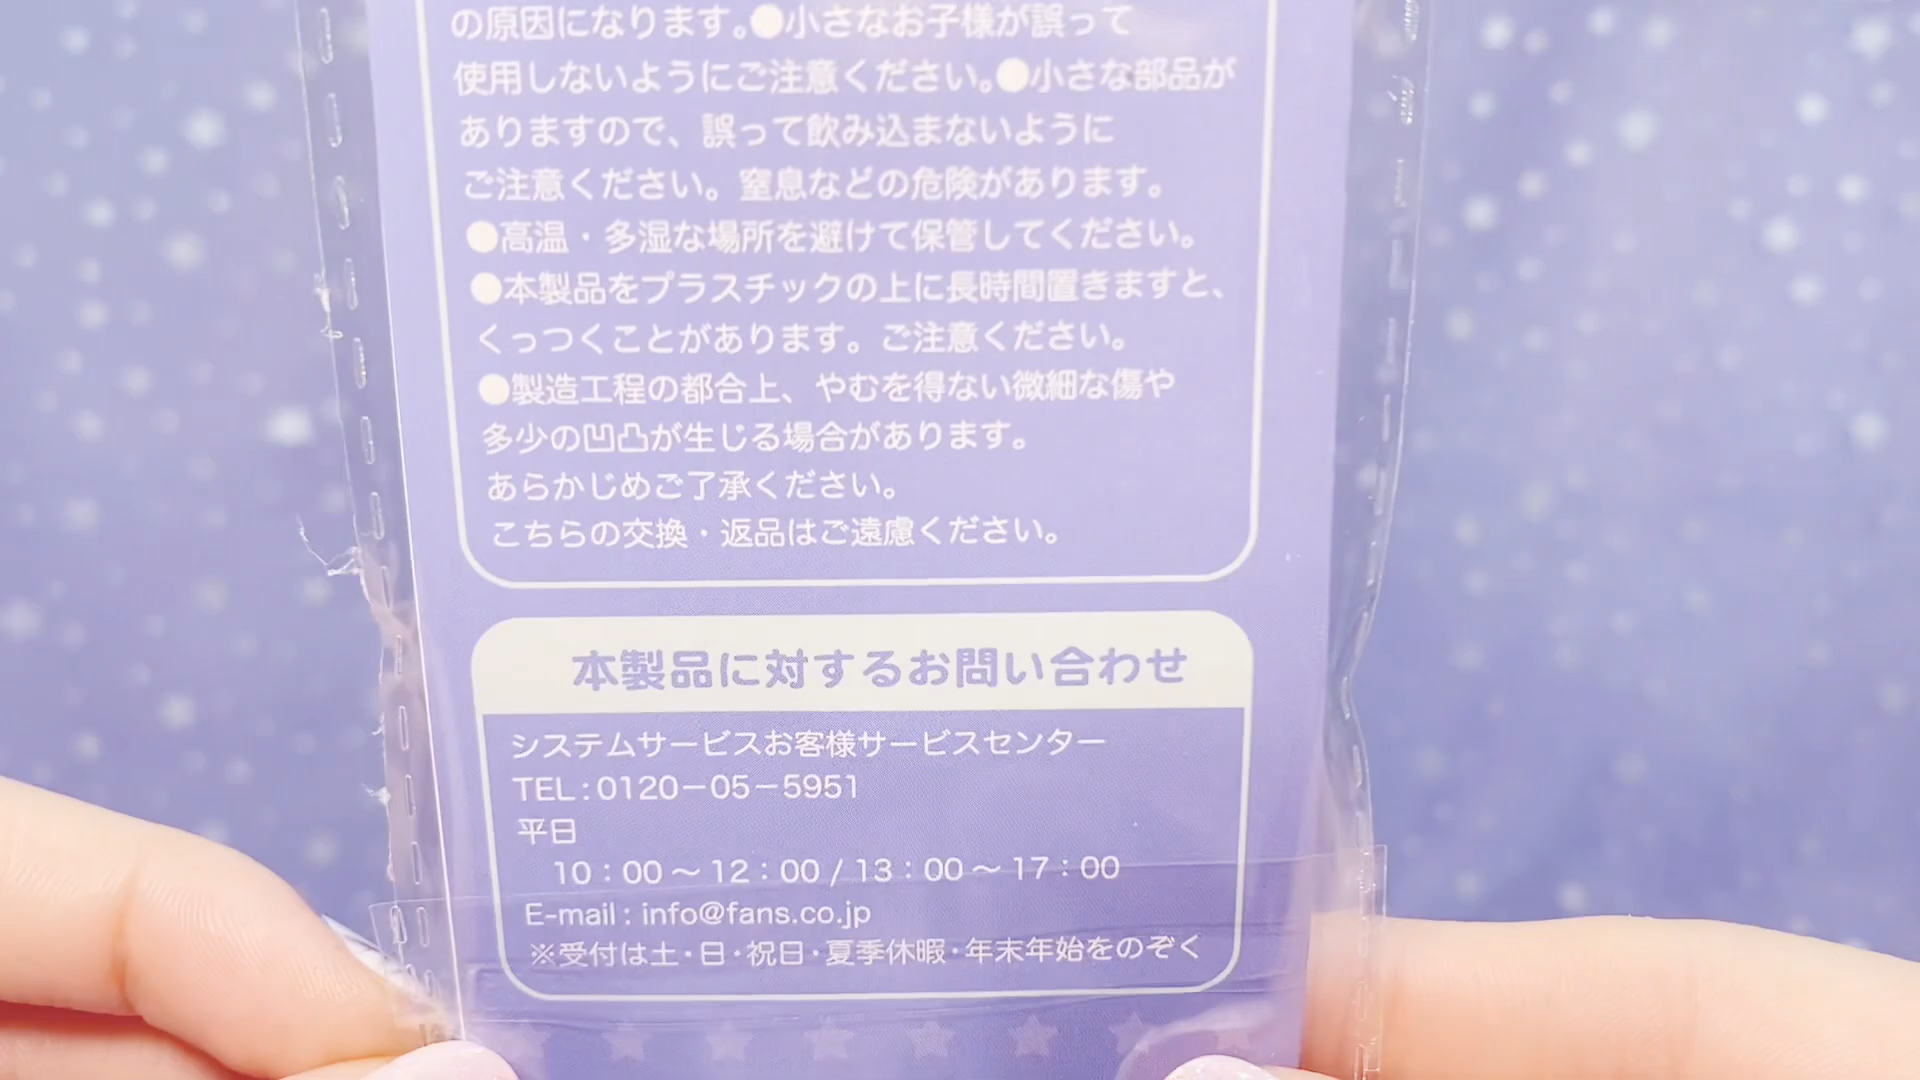 の原因になります。●小さなお子様が誤って
使用しないようにご注意ください。●小さな部品が
ありますので、誤って飲み込まないように
ご注意ください。窒息などの危険があります。
●高温・多湿な場所を避けて保管してください。
●本製品をプラスチックの上に長時間置きますと、
くっつくことがあります。ご注意ください。
●製造工程の都合上、やむを得ない微細な傷や
多少の凹凸が生じる場合があります。
あらかじめご了承ください。
こちらの交換・返品はご遠慮ください。
本製品に対するお問い合わせ
システムサービスお客様サービスセンター
TEL:0120－05－5951
平日
10：00～12：00/13：00～17：00
E-mail：info@fans.co.jp
※受付は土・日・祝日・夏季休暇・年末年始をのぞく